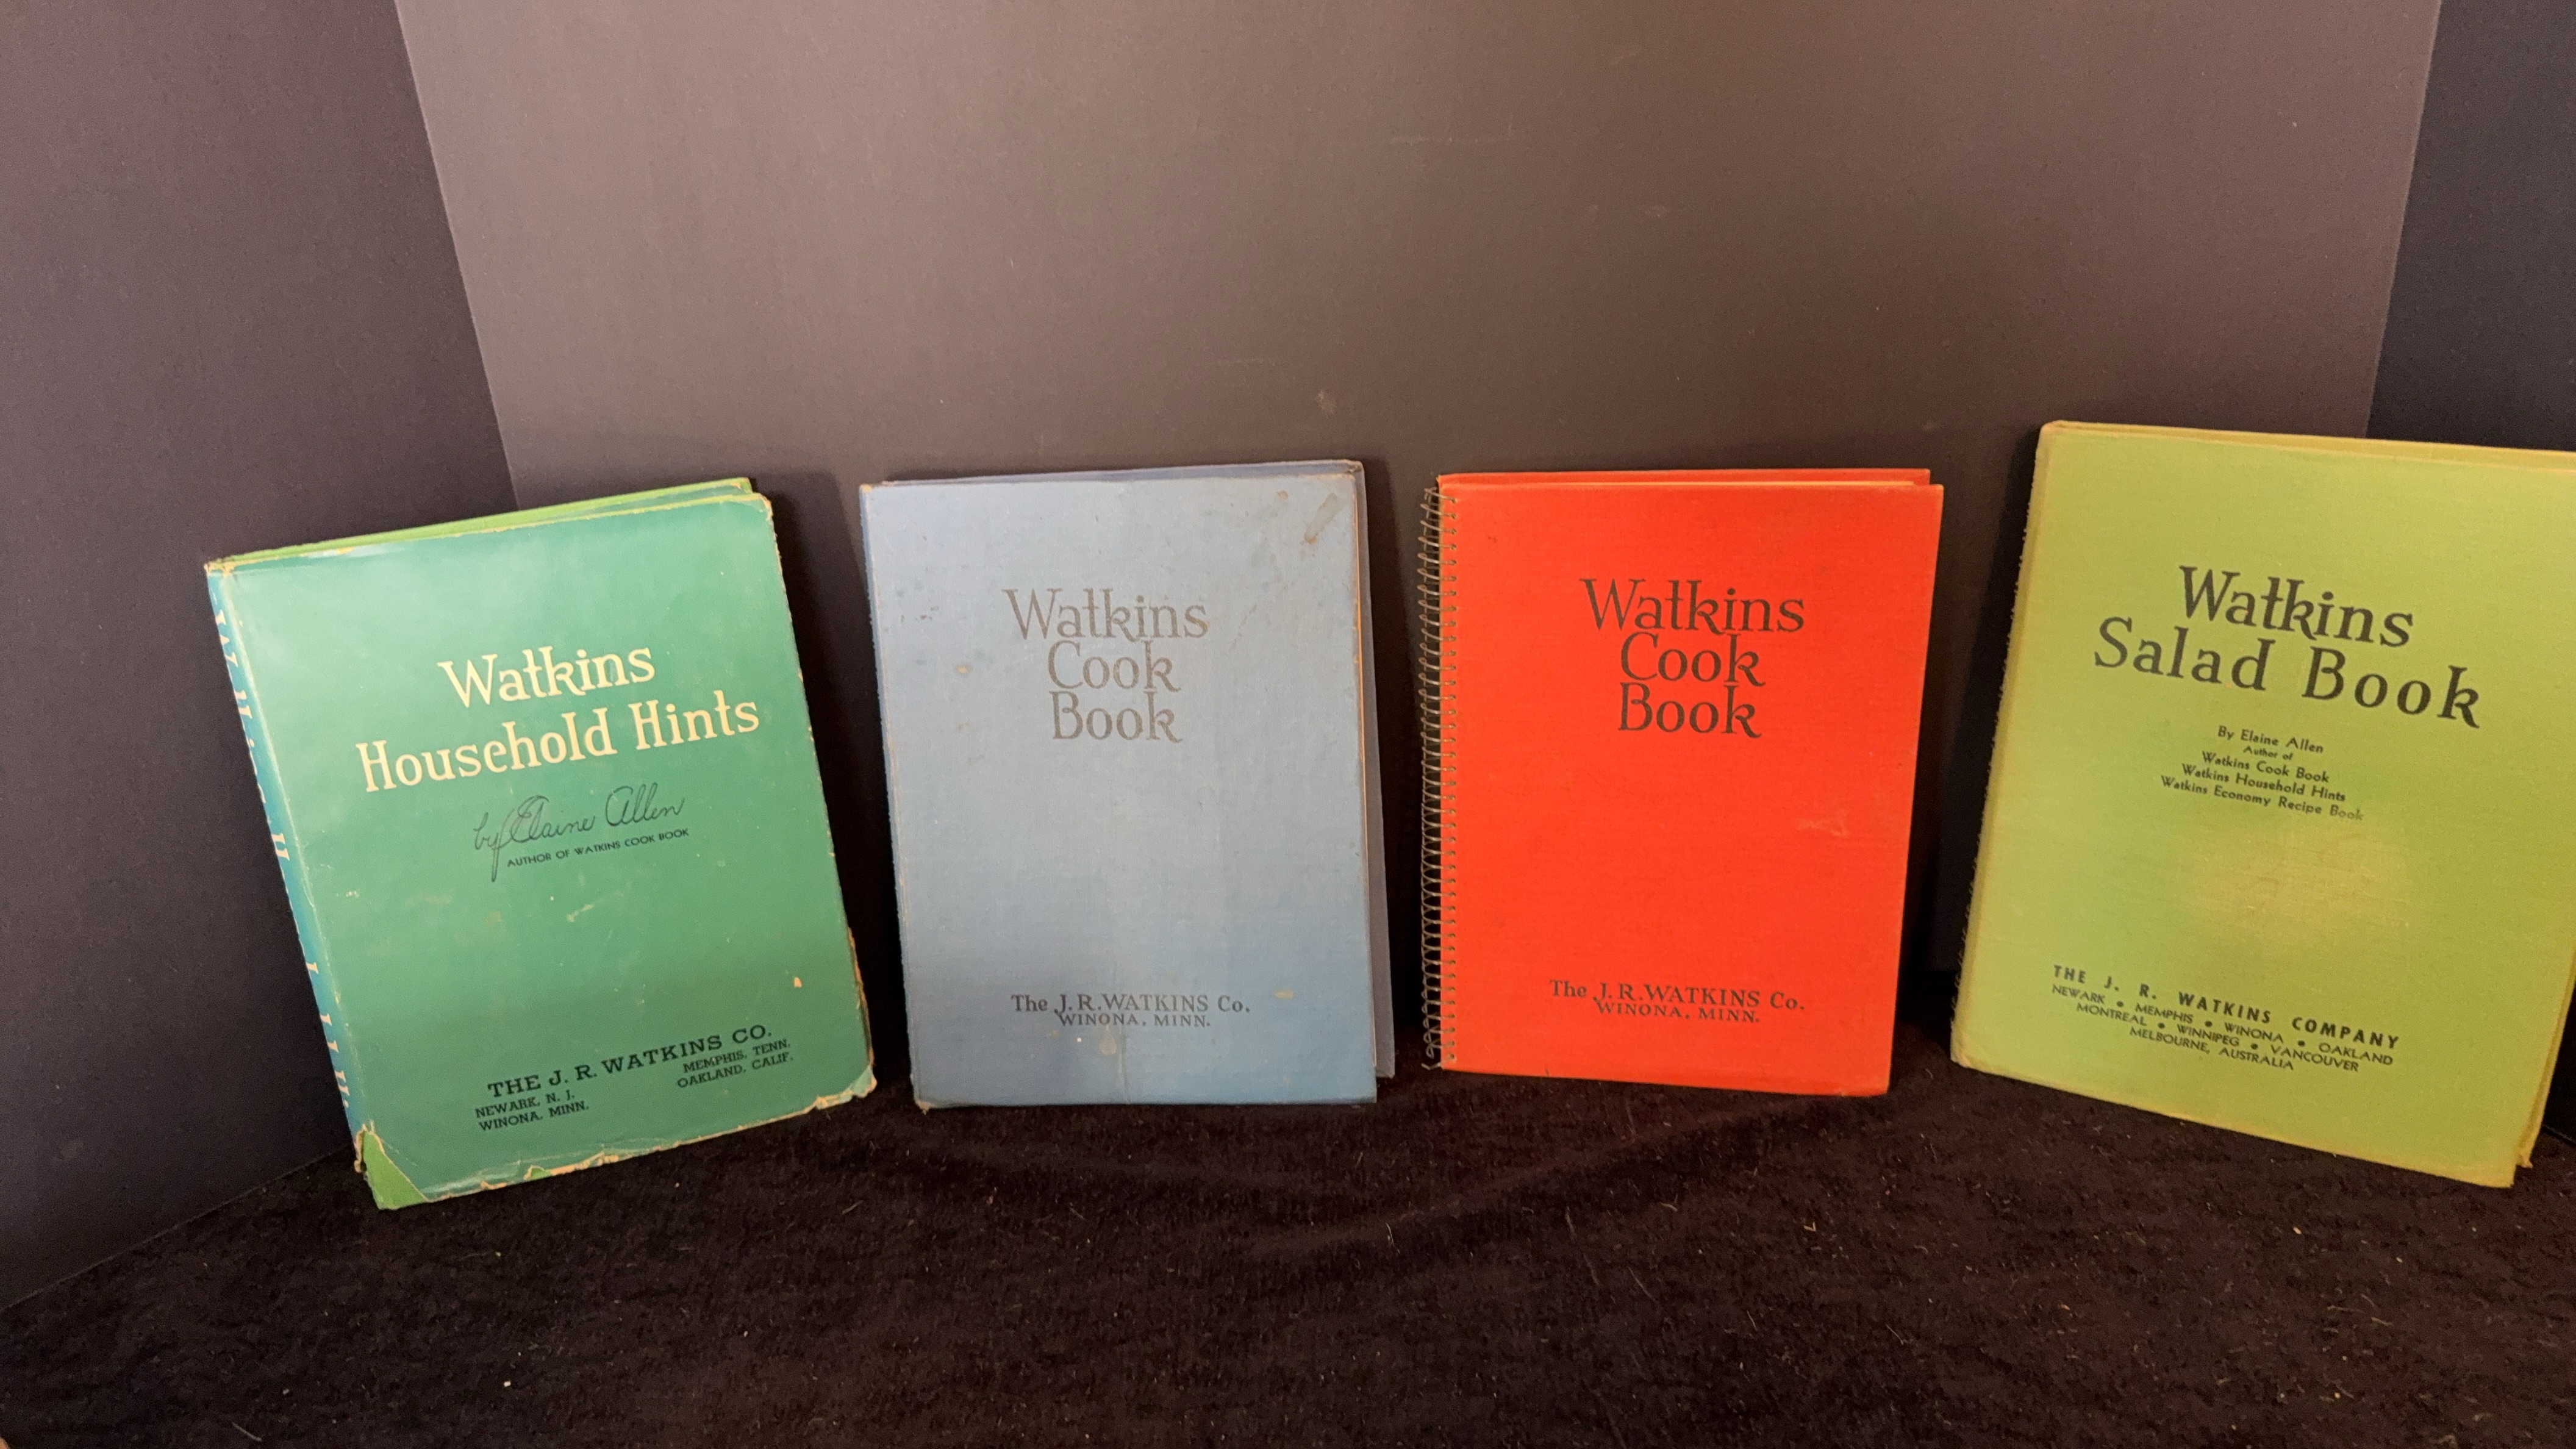 Watkins
Household Hints
by Elaine Allen
AUTHOR OF WATKINS COOK BOOK
THE J. R. WATKINS CO.
NEWARK, N. J.
WINONA, MINN.
MEMPHIS, TENN.
OAKLAND, CALIF.
Watkins
Cook
Book
The J. R. WATKINS Co.
WINONA, MINN.
Watkins
Cook
Book
The J. R. WATKINS Co.
WINONA, MINN.
Watkins
Salad Book
By Elaine Allen
Author of
Watkins Cook Book
Watkins Household Hints
Watkins Economy Recipe Book
THE J. R. WATKINS COMPANY
NEWARK • MEMPHIS • WINONA • OAKLAND
MONTREAL • WINNIPEG • VANCOUVER
MELBOURNE, AUSTRALIA